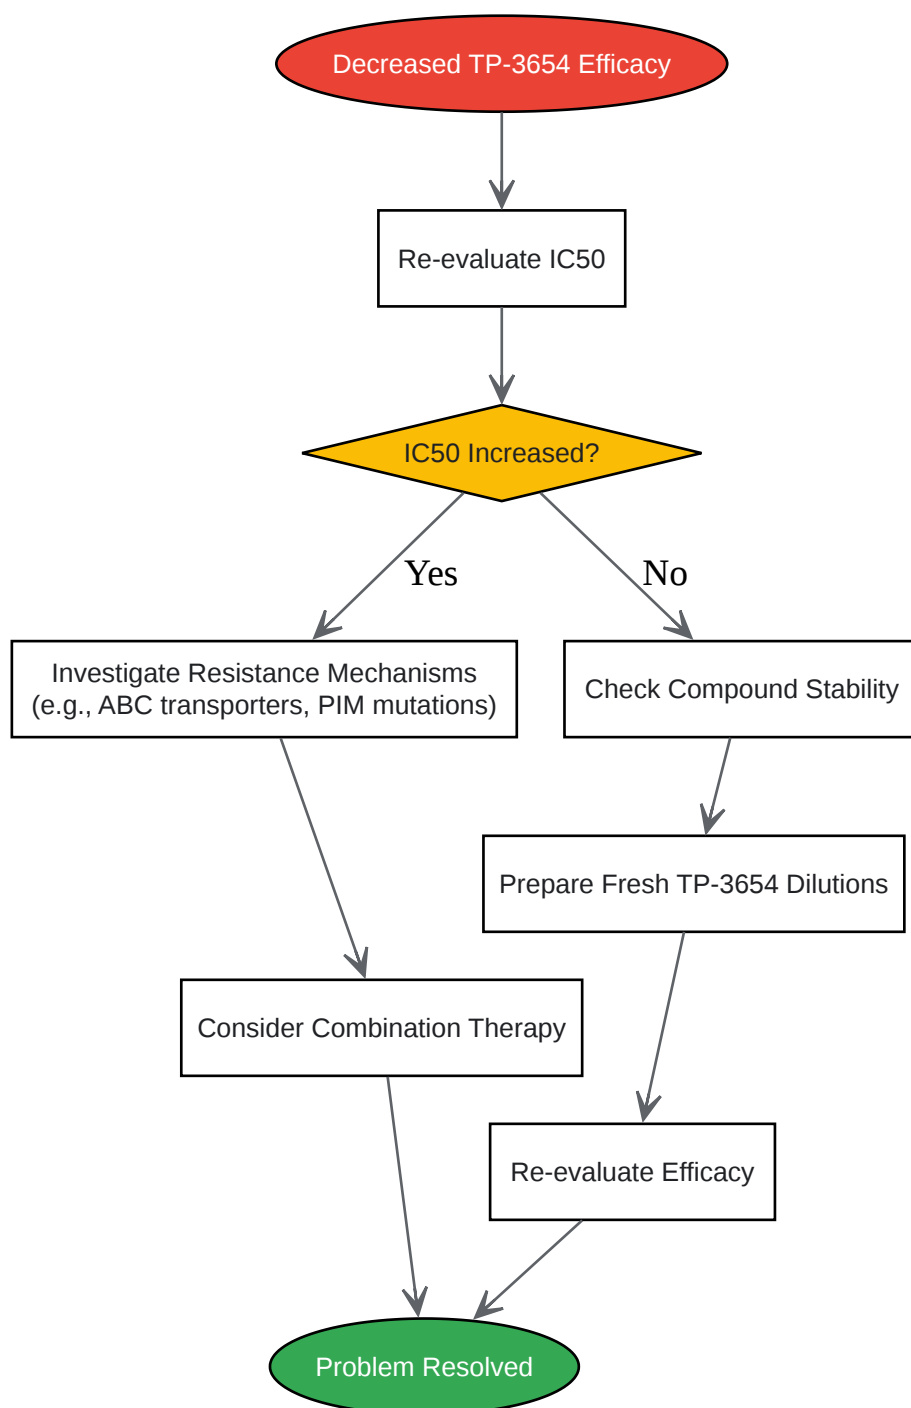 Decreased TP-3654 Efficacy
Re-evaluate IC50
IC50 Increased?
Yes
No
Investigate Resistance Mechanisms
(e.g., ABC transporters, PIM mutations)
Check Compound Stability
Prepare Fresh TP-3654 Dilutions
Consider Combination Therapy
Re-evaluate Efficacy
Problem Resolved